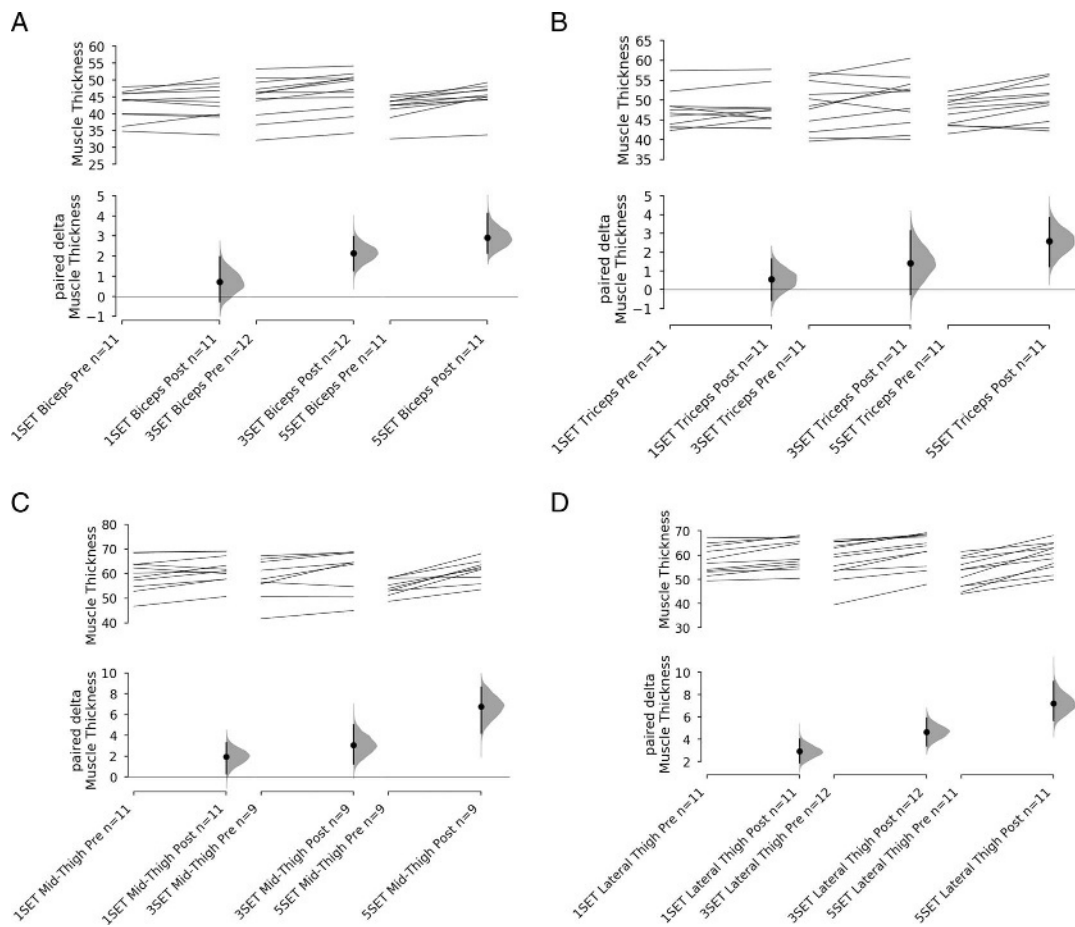 A
Muscle Thickness
60
55
50
45
40
35
30
25
paired delta
Muscle Thickness
5
4
3
2
1
0
−1
1SET Biceps Pre n=11
1SET Biceps Post n=11
3SET Biceps Pre n=12
3SET Biceps Post n=12
5SET Biceps Pre n=11
5SET Biceps Post n=11
B
Muscle Thickness
65
60
55
50
45
40
35
paired delta
Muscle Thickness
5
4
3
2
1
0
−1
1SET Triceps Pre n=11
1SET Triceps Post n=11
3SET Triceps Pre n=11
3SET Triceps Post n=11
5SET Triceps Pre n=11
5SET Triceps Post n=11
C
Muscle Thickness
80
70
60
50
40
paired delta
Muscle Thickness
10
8
6
4
2
0
1SET Mid-Thigh Pre n=11
1SET Mid-Thigh Post n=11
3SET Mid-Thigh Pre n=9
3SET Mid-Thigh Post n=9
5SET Mid-Thigh Pre n=9
5SET Mid-Thigh Post n=9
D
Muscle Thickness
70
60
50
40
30
paired delta
Muscle Thickness
10
8
6
4
2
1SET Lateral Thigh Pre n=11
1SET Lateral Thigh Post n=11
3SET Lateral Thigh Pre n=12
3SET Lateral Thigh Post n=12
5SET Lateral Thigh Pre n=11
5SET Lateral Thigh Post n=11